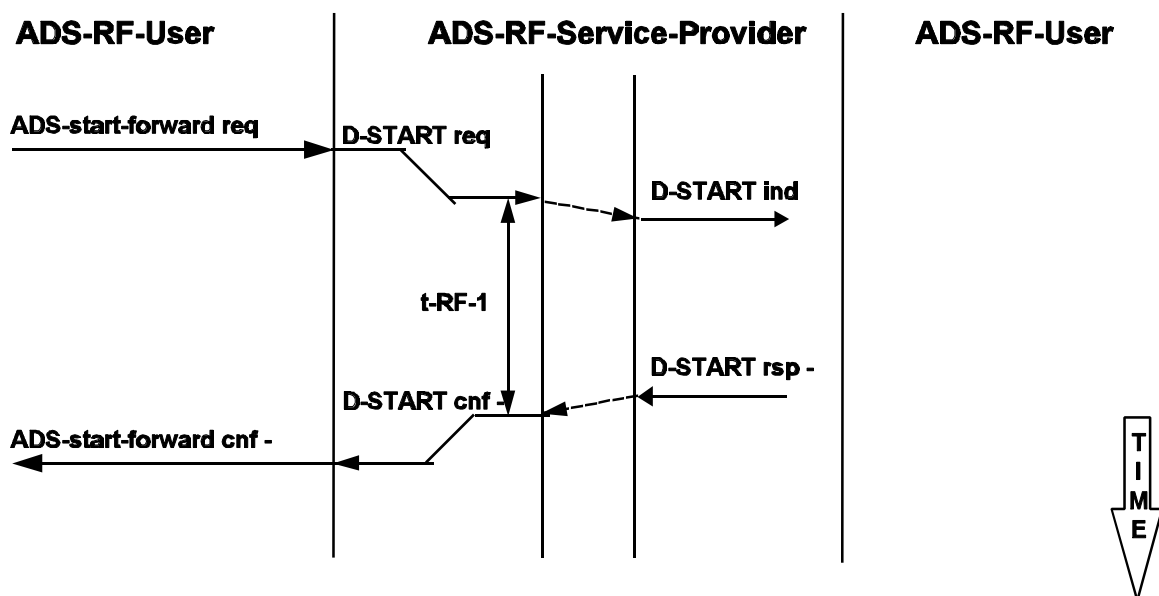 ADS-RF-User
ADS-RF-Service-Provider
ADS-RF-User
ADS-start-forward req
D-START req
D-START ind
t-RF-1
D-START rsp -
D-START cnf -
ADS-start-forward cnf -
TIME